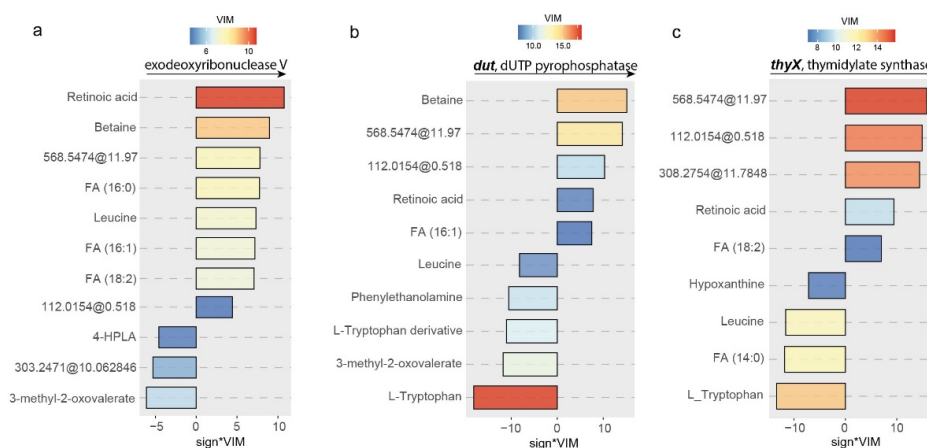 a
VIM
6 10
exodeoxyribonuclease V
Retinoic acid
Betaine
568.5474@11.97
FA (16:0)
Leucine
FA (16:1)
FA (18:2)
112.0154@0.518
4-HPLA
303.2471@10.062846
3-methyl-2-oxovalerate
−5 0 5 10
sign*VIM
b
VIM
10.0 15.0
dut, dUTP pyrophosphatase
Betaine
568.5474@11.97
112.0154@0.518
Retinoic acid
FA (16:1)
Leucine
Phenylethanolamine
L-Tryptophan derivative
3-methyl-2-oxovalerate
L-Tryptophan
−10 0 10
sign*VIM
c
VIM
8 10 12 14
thyX, thymidylate synthase
568.5474@11.97
112.0154@0.518
308.2754@11.7848
Retinoic acid
FA (18:2)
Hypoxanthine
Leucine
FA (14:0)
L_Tryptophan
−10 0 10
sign*VIM